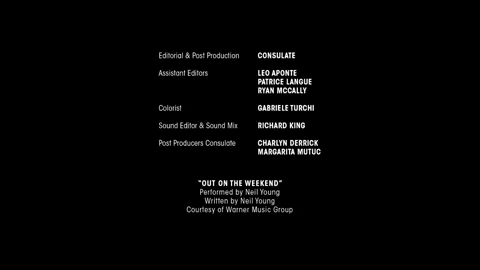 Editorial & Post Production CONSULATE
Assistant Editors LEO APONTE
PATRICE LANGUE
RYAN MCCALLY
Colorist GABRIELE TURCHI
Sound Editor & Sound Mix RICHARD KING
Post Producers Consulate CHARLYN DERRICK
MARGARITA MUTUC
"OUT ON THE WEEKEND"
Performed by Neil Young
Written by Neil Young
Courtesy of Warner Music Group